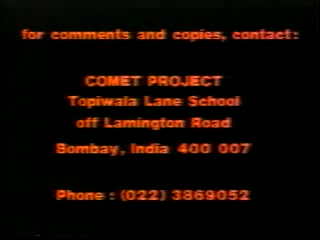 for comments and copies, contact:
COMET PROJECT
Topiwala Lane School
off Lamington Road
Bombay, India 400 007
Phone : (022) 3869052